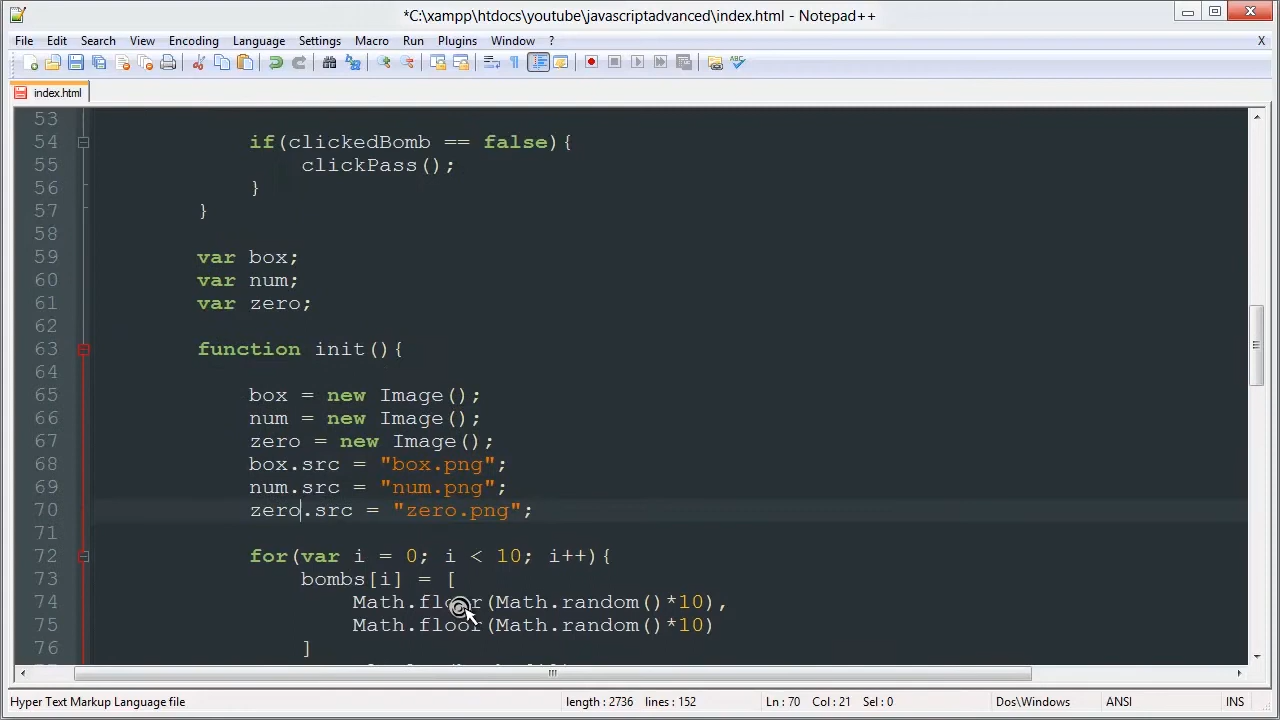 *C:\xampp\htdocs\youtube\javascriptadvanced\index.html - Notepad++
File Edit Search View Encoding Language Settings Macro Run Plugins Window ? X
index.html
53
54 if(clickedBomb == false){
55 clickPass();
56 }
57 }
58
59 var box;
60 var num;
61 var zero;
62
63 function init(){
64
65 box = new Image();
66 num = new Image();
67 zero = new Image();
68 box.src = "box.png";
69 num.src = "num.png";
70 zero.src = "zero.png";
71
72 for(var i = 0; i < 10; i++){
73 bombs[i] = [
74 Math.floor(Math.random()*10),
75 Math.floor(Math.random()*10)
76 ]
Hyper Text Markup Language file length : 2736 lines : 152 Ln : 70 Col : 21 Sel : 0 Dos\Windows ANSI INS